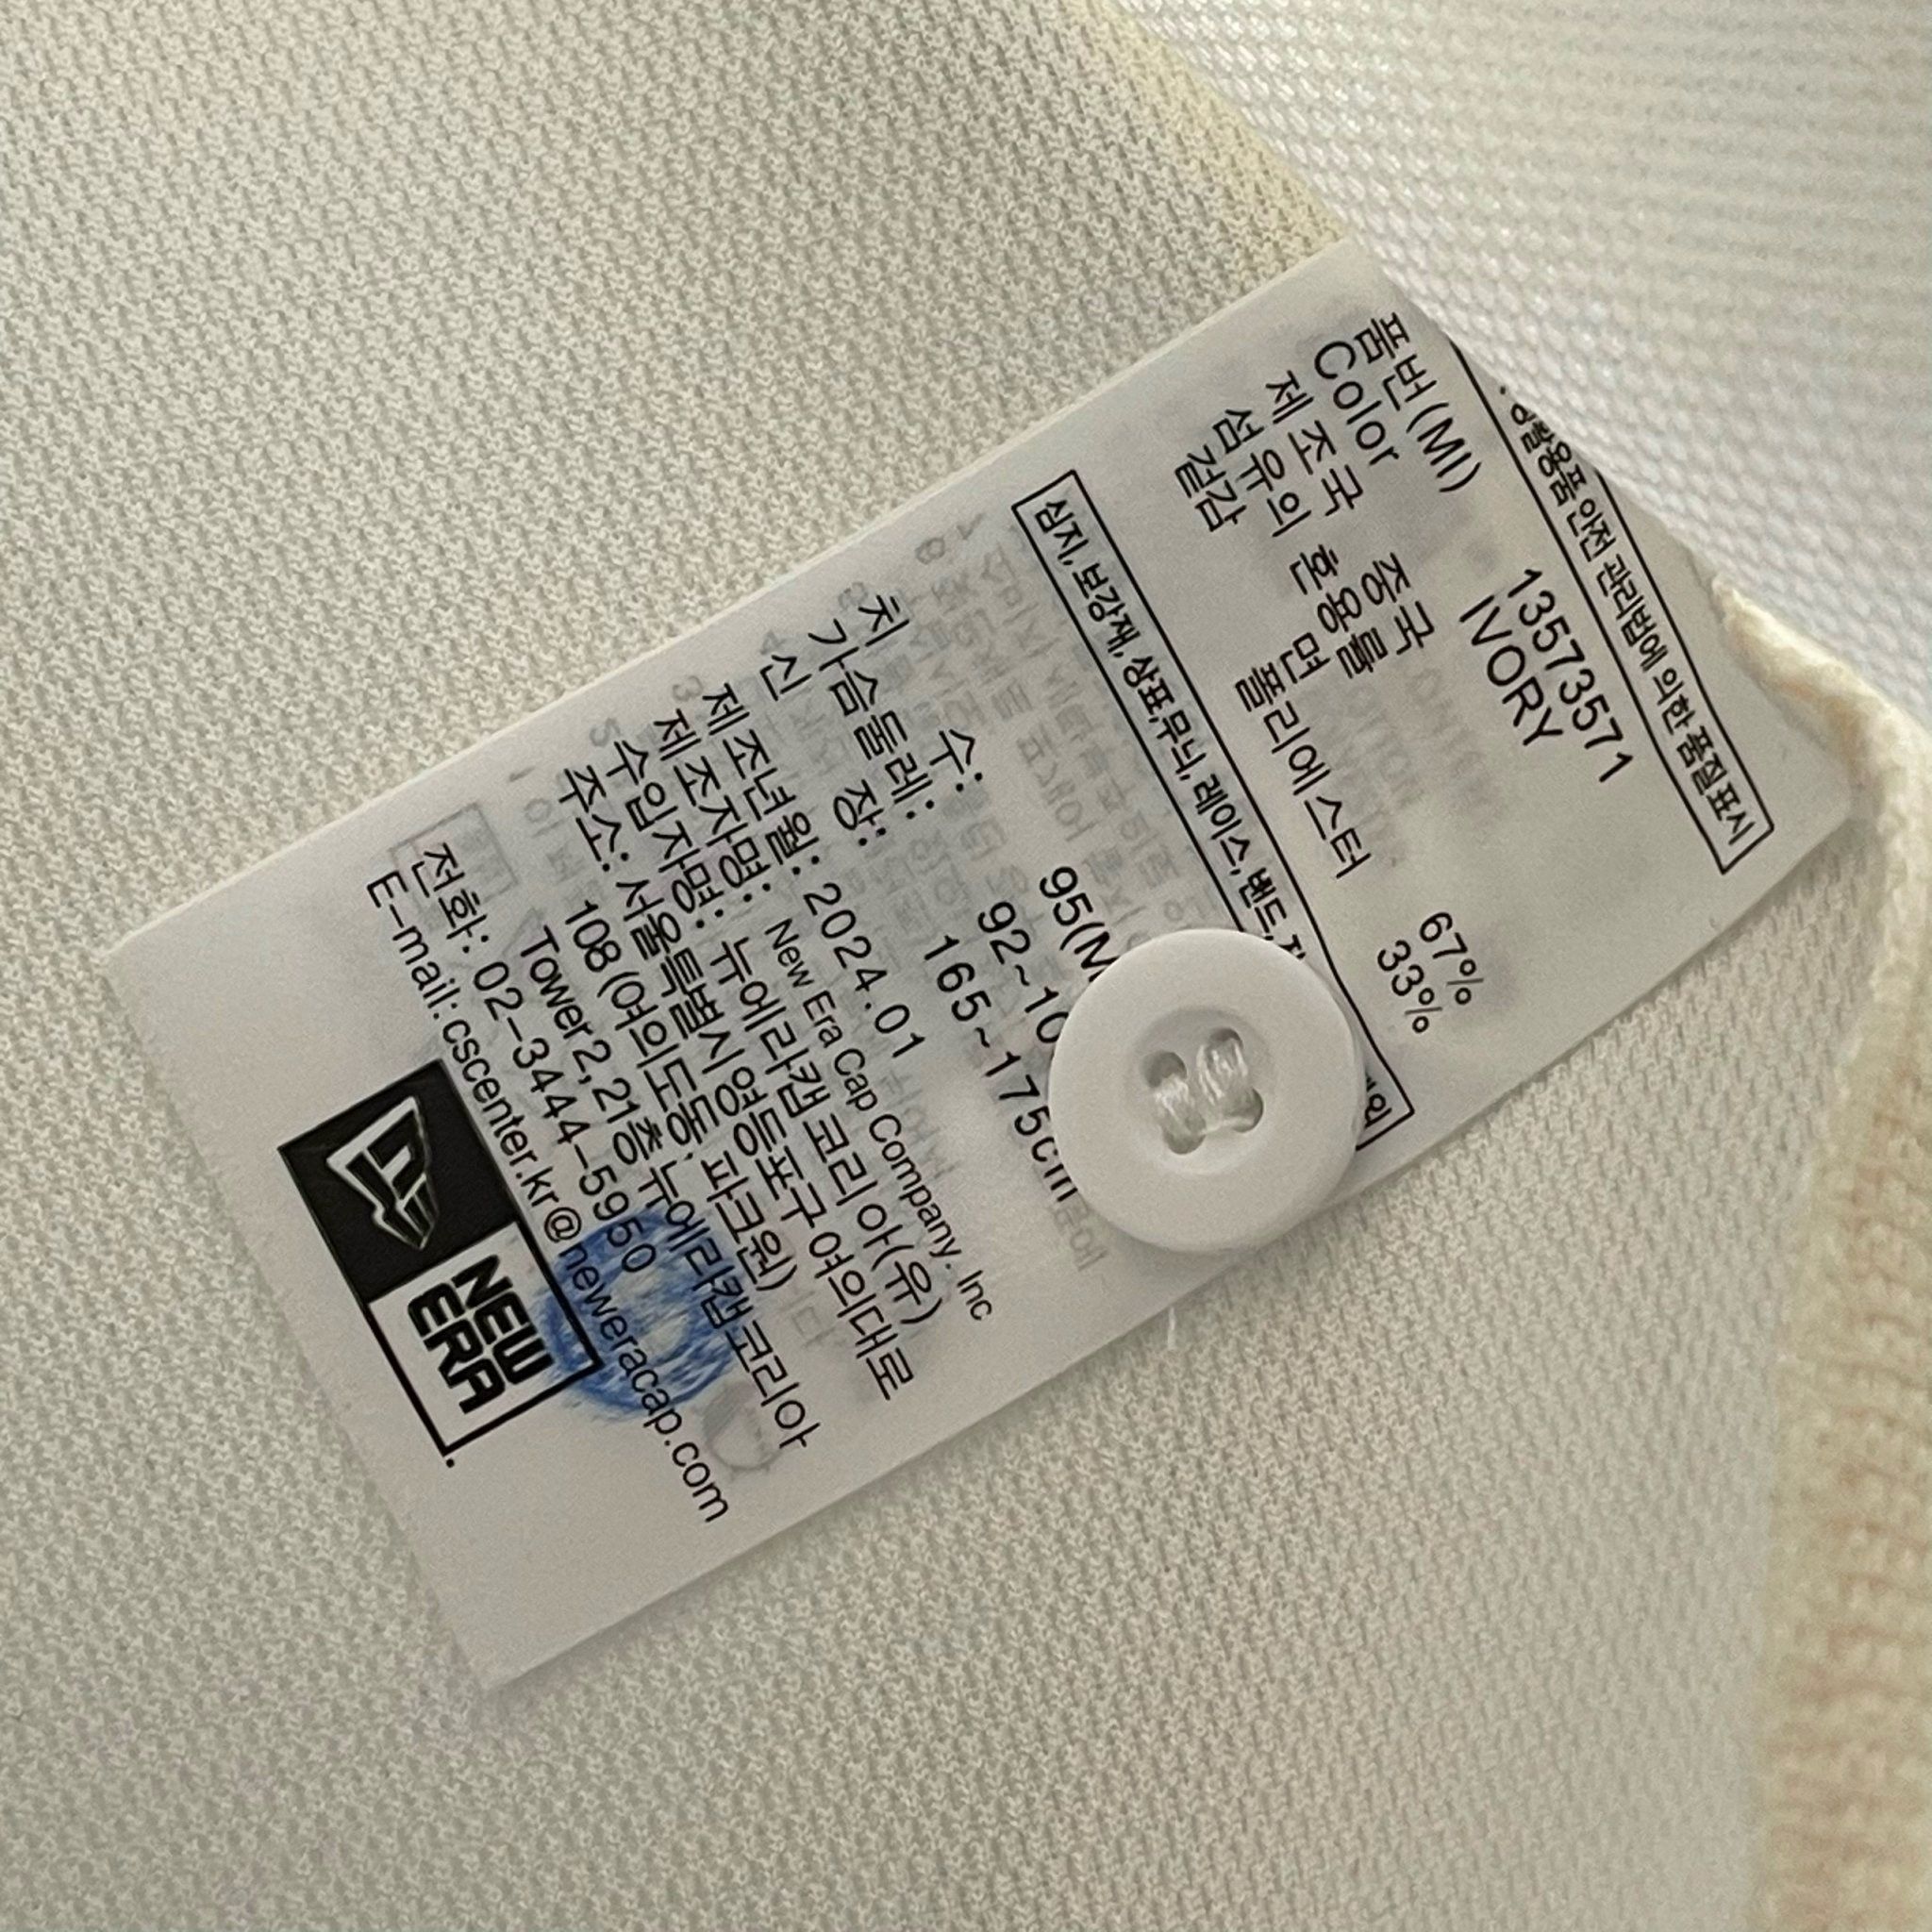 생활용품 안전 관리법에 의한 품질표시
품번(MI) 13573571
Color IVORY
제 조 국 중 국
섬 유의 혼용률
겉감 면 67%
폴리에스터 33%
심지, 보강재, 상표,무늬, 레이스, 밴드,
치 수: 95(M
가슴둘레: 92~10
신 장: 165~175cm
제조년월: 2024.01
제조자명: New Era Cap Company. Inc
수입자명: 뉴에라캡코리아(유)
주소: 서울특별시 영등포구 여의대로
108 (여의도동, 파크원)
Tower2,21층 뉴에라캡코리아
전화: 02-3444-5950
E-mail: cscenter.kr@neweracap.com
NEW
ERA